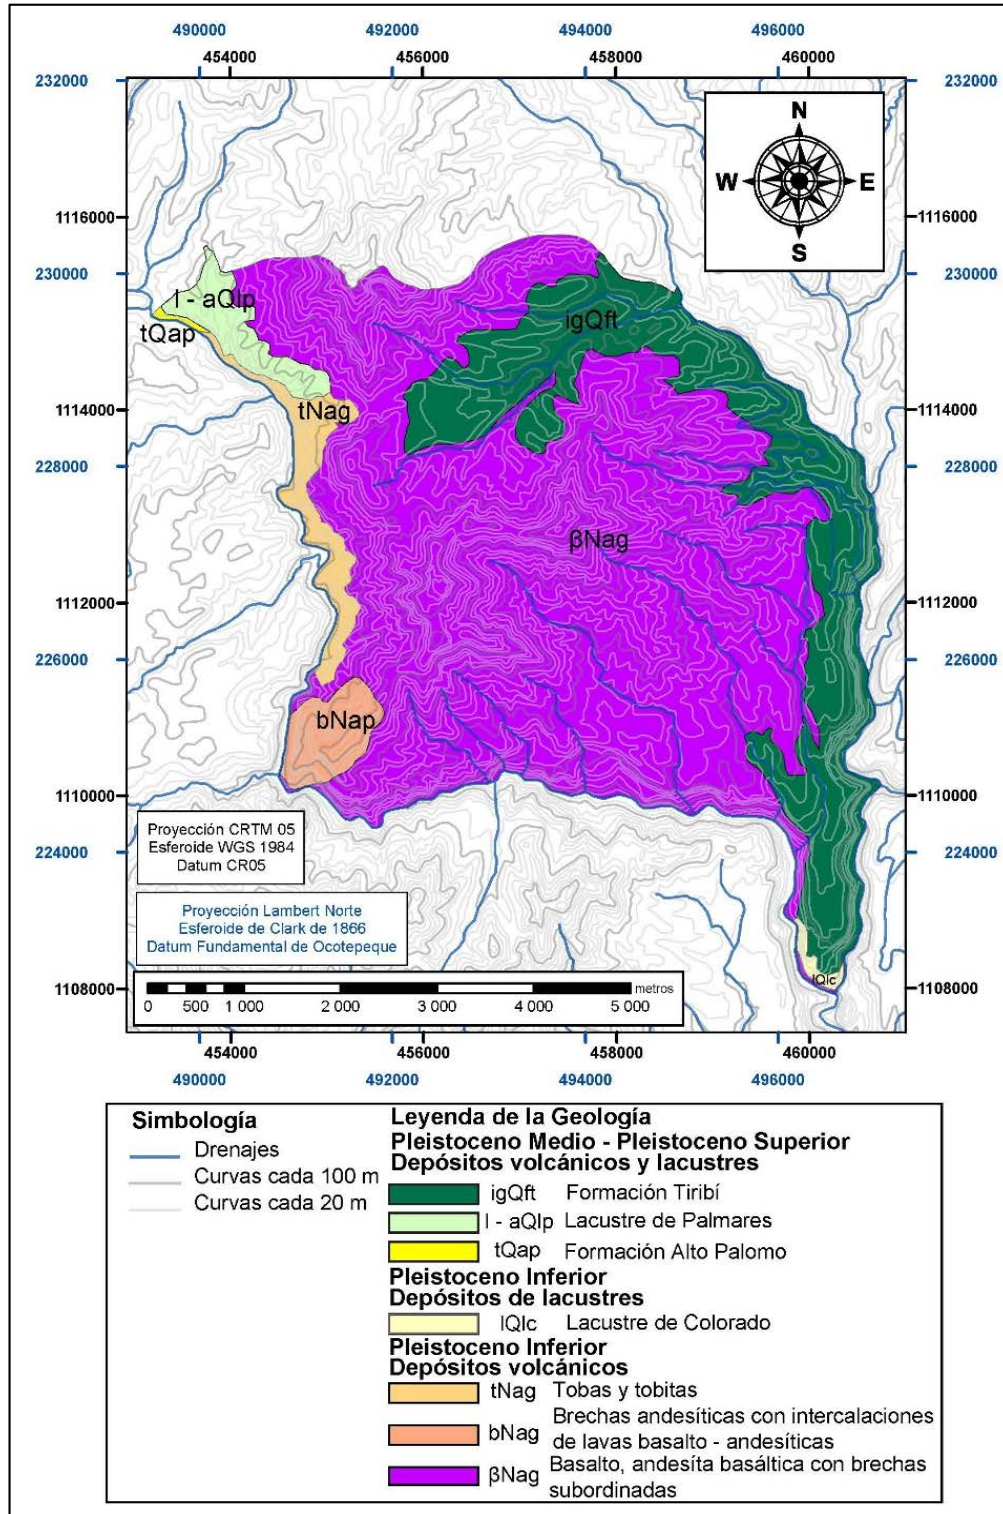 490000 492000 494000 496000
454000 456000 458000 460000
232000 232000
N
W E
S
1116000 1116000
230000 230000
l - aQlp
igQft
tQap
tNag
1114000 1114000
228000 228000
βNag
1112000 1112000
226000 226000
bNap
1110000 1110000
Proyección CRTM 05
Esferoide WGS 1984
Datum CR05
224000 224000
Proyección Lambert Norte
Esferoide de Clark de 1866
Datum Fundamental de Ocotepeque
lQlc
metros
1108000 1108000
0 500 1 000 2 000 3 000 4 000 5 000
454000 456000 458000 460000
490000 492000 494000 496000
Simbología
Drenajes
Curvas cada 100 m
Curvas cada 20 m
Leyenda de la Geología
Pleistoceno Medio - Pleistoceno Superior
Depósitos volcánicos y lacustres
igQft Formación Tiribí
l - aQlp Lacustre de Palmares
tQap Formación Alto Palomo
Pleistoceno Inferior
Depósitos de lacustres
lQlc Lacustre de Colorado
Pleistoceno Inferior
Depósitos volcánicos
tNag Tobas y tobitas
bNag Brechas andesíticas con intercalaciones
de lavas basalto - andesíticas
βNag Basalto, andesíta basáltica con brechas
subordinadas